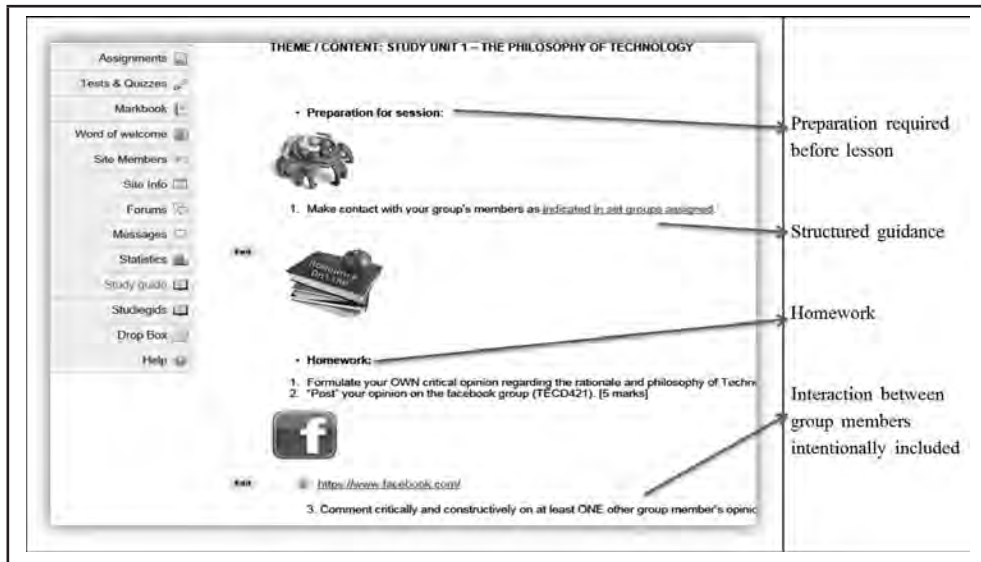 THEME / CONTENT: STUDY UNIT 1 – THE PHILOSOPHY OF TECHNOLOGY
Assignments
Tests & Quizzes
Markbook
Word of welcome
Site Members
Site Info
Forums
Messages
Statistics
Study guide
Studiegids
Drop Box
Help
• Preparation for session:
1. Make contact with your group's members as indicated in set groups assigned.
Homework
Online
• Homework:
1. Formulate your OWN critical opinion regarding the rationale and philosophy of Techn
2. "Post" your opinion on the facebook group (TECD421). [5 marks]
f
https://www.facebook.com/
3. Comment critically and constructively on at least ONE other group member's opinio
Preparation required
before lesson
Structured guidance
Homework
Interaction between
group members
intentionally included